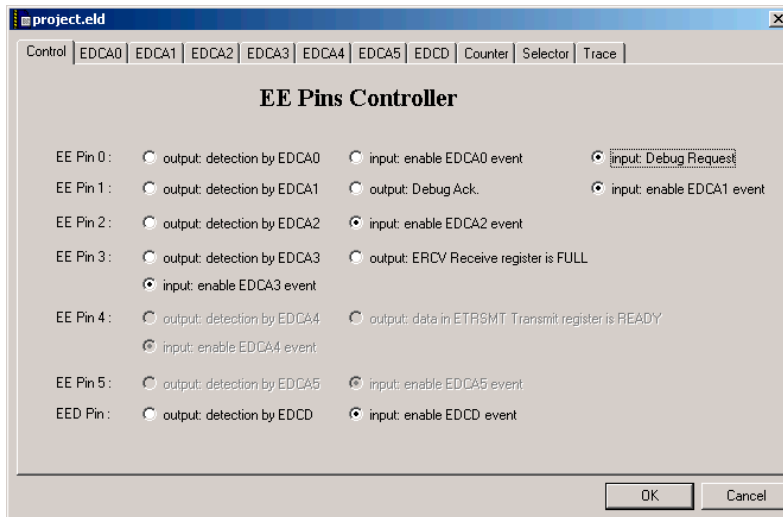 project.eld
Control EDCA0 EDCA1 EDCA2 EDCA3 EDCA4 EDCA5 EDCD Counter Selector Trace
EE Pins Controller
EE Pin 0 : output: detection by EDCA0 input: enable EDCA0 event input: Debug Request
EE Pin 1 : output: detection by EDCA1 output: Debug Ack. input: enable EDCA1 event
EE Pin 2 : output: detection by EDCA2 input: enable EDCA2 event
EE Pin 3 : output: detection by EDCA3 output: ERCV Receive register is FULL
input: enable EDCA3 event
EE Pin 4 : output: detection by EDCA4 output: data in ETRSMT Transmit register is READY
input: enable EDCA4 event
EE Pin 5 : output: detection by EDCA5 input: enable EDCA5 event
EED Pin : output: detection by EDCD input: enable EDCD event
OK Cancel